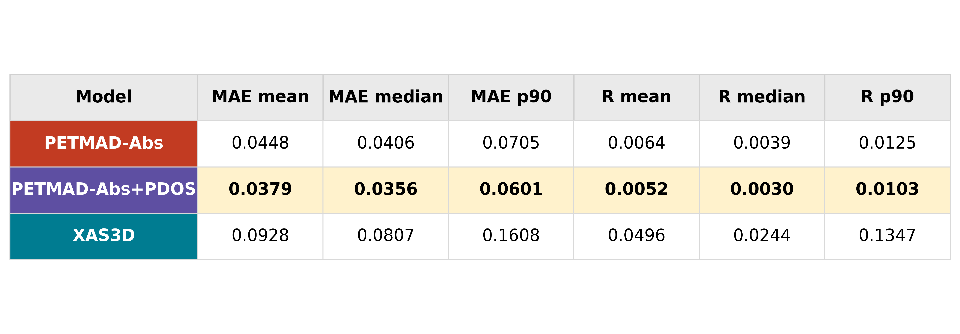 Model MAE mean MAE median MAE p90 R mean R median R p90
PETMAD-Abs 0.0448 0.0406 0.0705 0.0064 0.0039 0.0125
PETMAD-Abs+PDOS 0.0379 0.0356 0.0601 0.0052 0.0030 0.0103
XAS3D 0.0928 0.0807 0.1608 0.0496 0.0244 0.1347